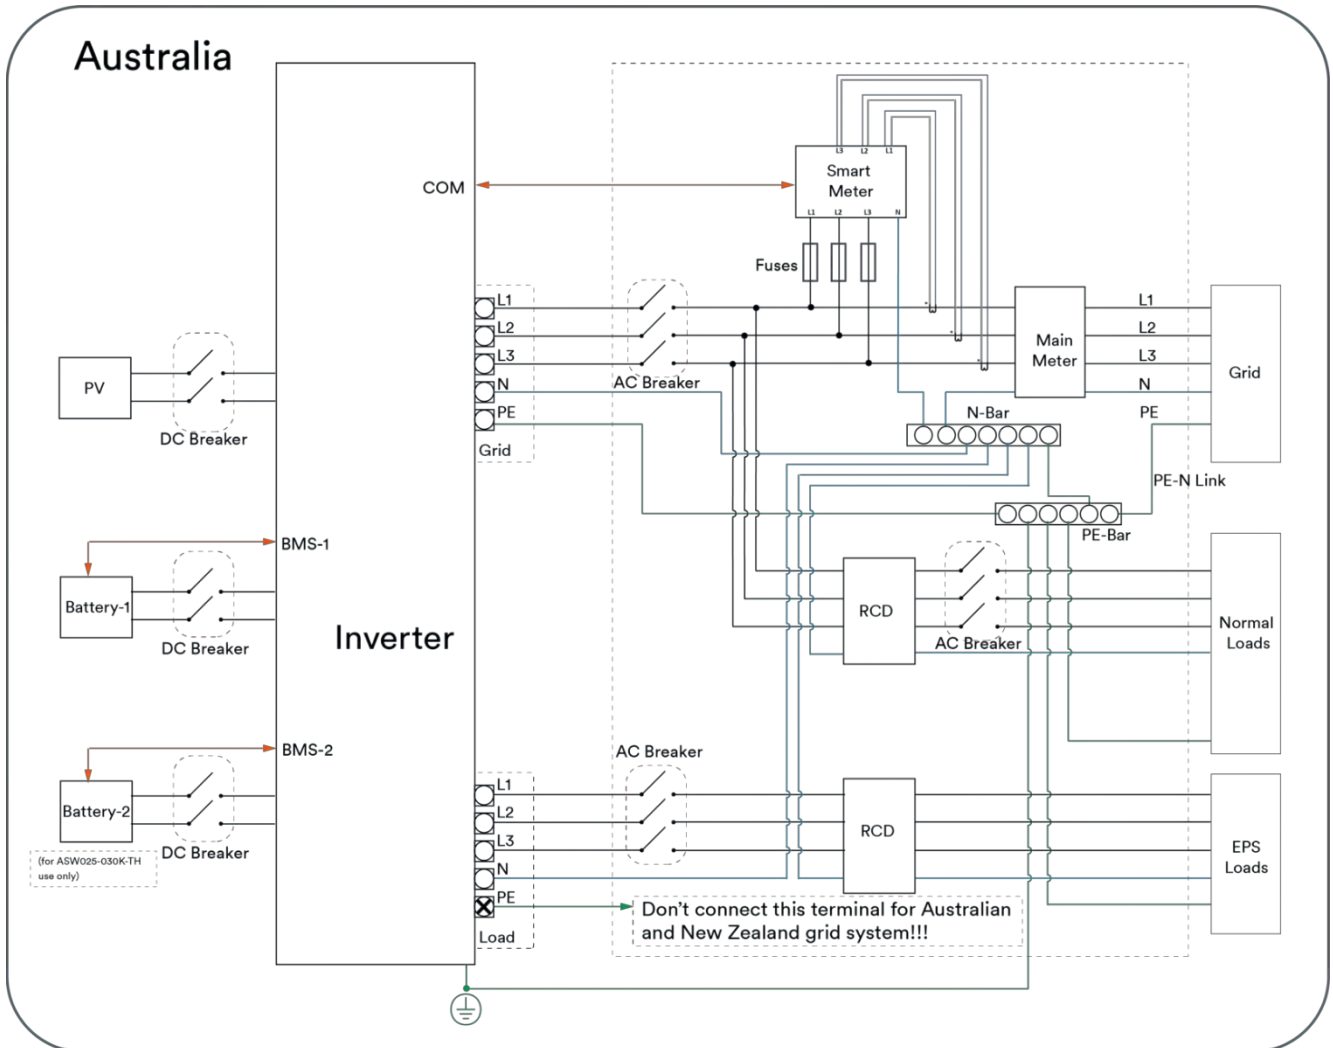 Australia
L3 L2 L1
Smart
Meter
L1 L2 L3 N
COM
Fuses
L1
L2
L3
N
PE
Grid
AC Breaker
Main
Meter
L1
L2
L3
N
PE
Grid
PV
DC Breaker
N-Bar
PE-N Link
PE-Bar
BMS-1
Battery-1
DC Breaker
Inverter
RCD
AC Breaker
Normal
Loads
BMS-2
Battery-2
DC Breaker
(for ASW025-030K-TH
use only)
AC Breaker
L1
L2
L3
N
PE
Load
RCD
EPS
Loads
Don't connect this terminal for Australian
and New Zealand grid system!!!